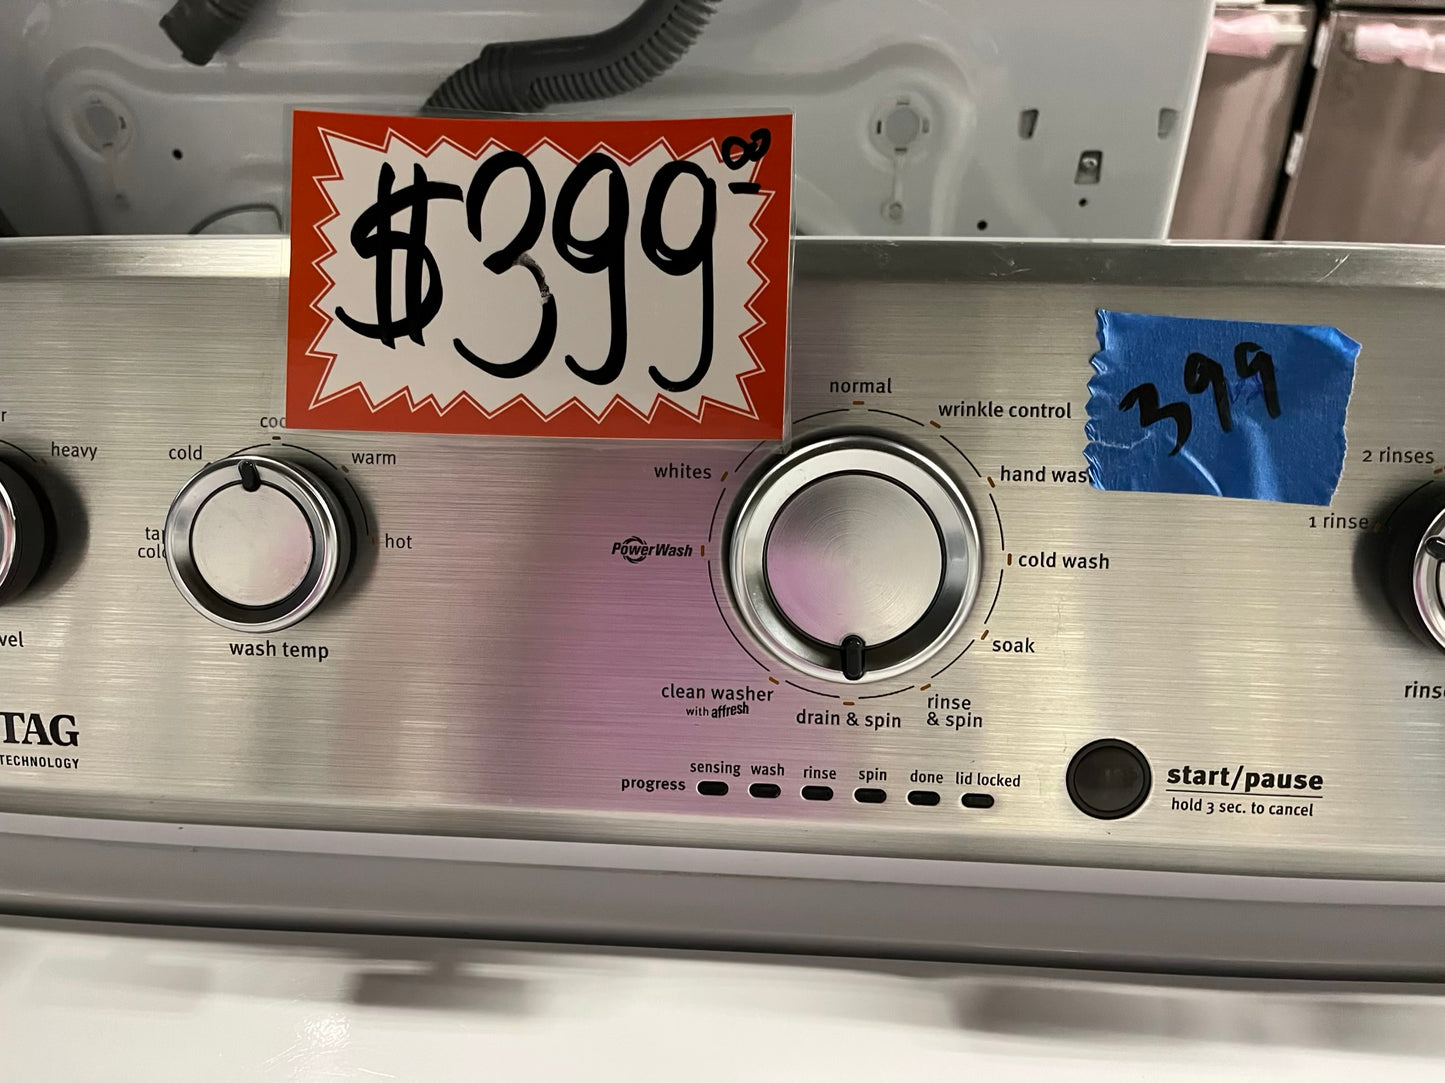 $399.00
399
normal
wrinkle control
hand was
cold wash
soak
rinse
& spin
drain & spin
clean washer
with affresh
PowerWash
whites
heavy
cold
warm
hot
wash temp
TAG
TECHNOLOGY
2 rinses
1 rinse
progress
sensing
wash
rinse
spin
done
lid locked
start/pause
hold 3 sec. to cancel